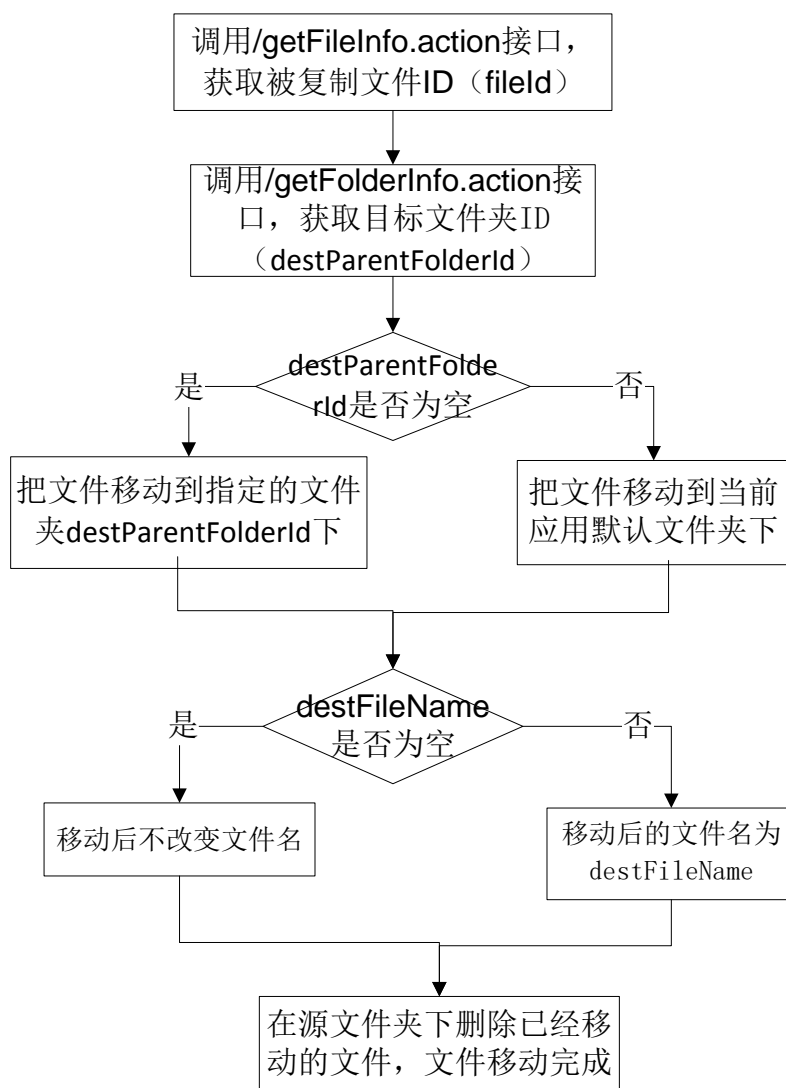 调用/getFileInfo.action接口，
获取被复制文件ID（fileId）
调用/getFolderInfo.action接
口，获取目标文件夹ID
（destParentFolderId）
destParentFolde
rId是否为空
是
否
把文件移动到指定的文件
夹destParentFolderId下
把文件移动到当前
应用默认文件夹下
destFileName
是否为空
是
否
移动后不改变文件名
移动后的文件名为
destFileName
在源文件夹下删除已经移
动的文件，文件移动完成